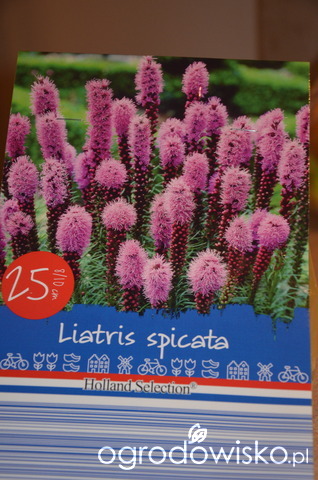 25
8/10 cm
Liatris spicata
Holland Selection®
ogrodowisko.pl